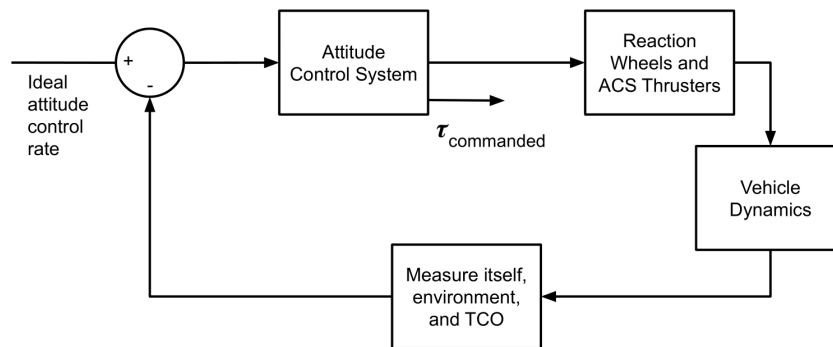 +
-
Ideal
attitude
control
rate
Attitude
Control System
τcommanded
Reaction
Wheels and
ACS Thrusters
Vehicle
Dynamics
Measure itself,
environment,
and TCO